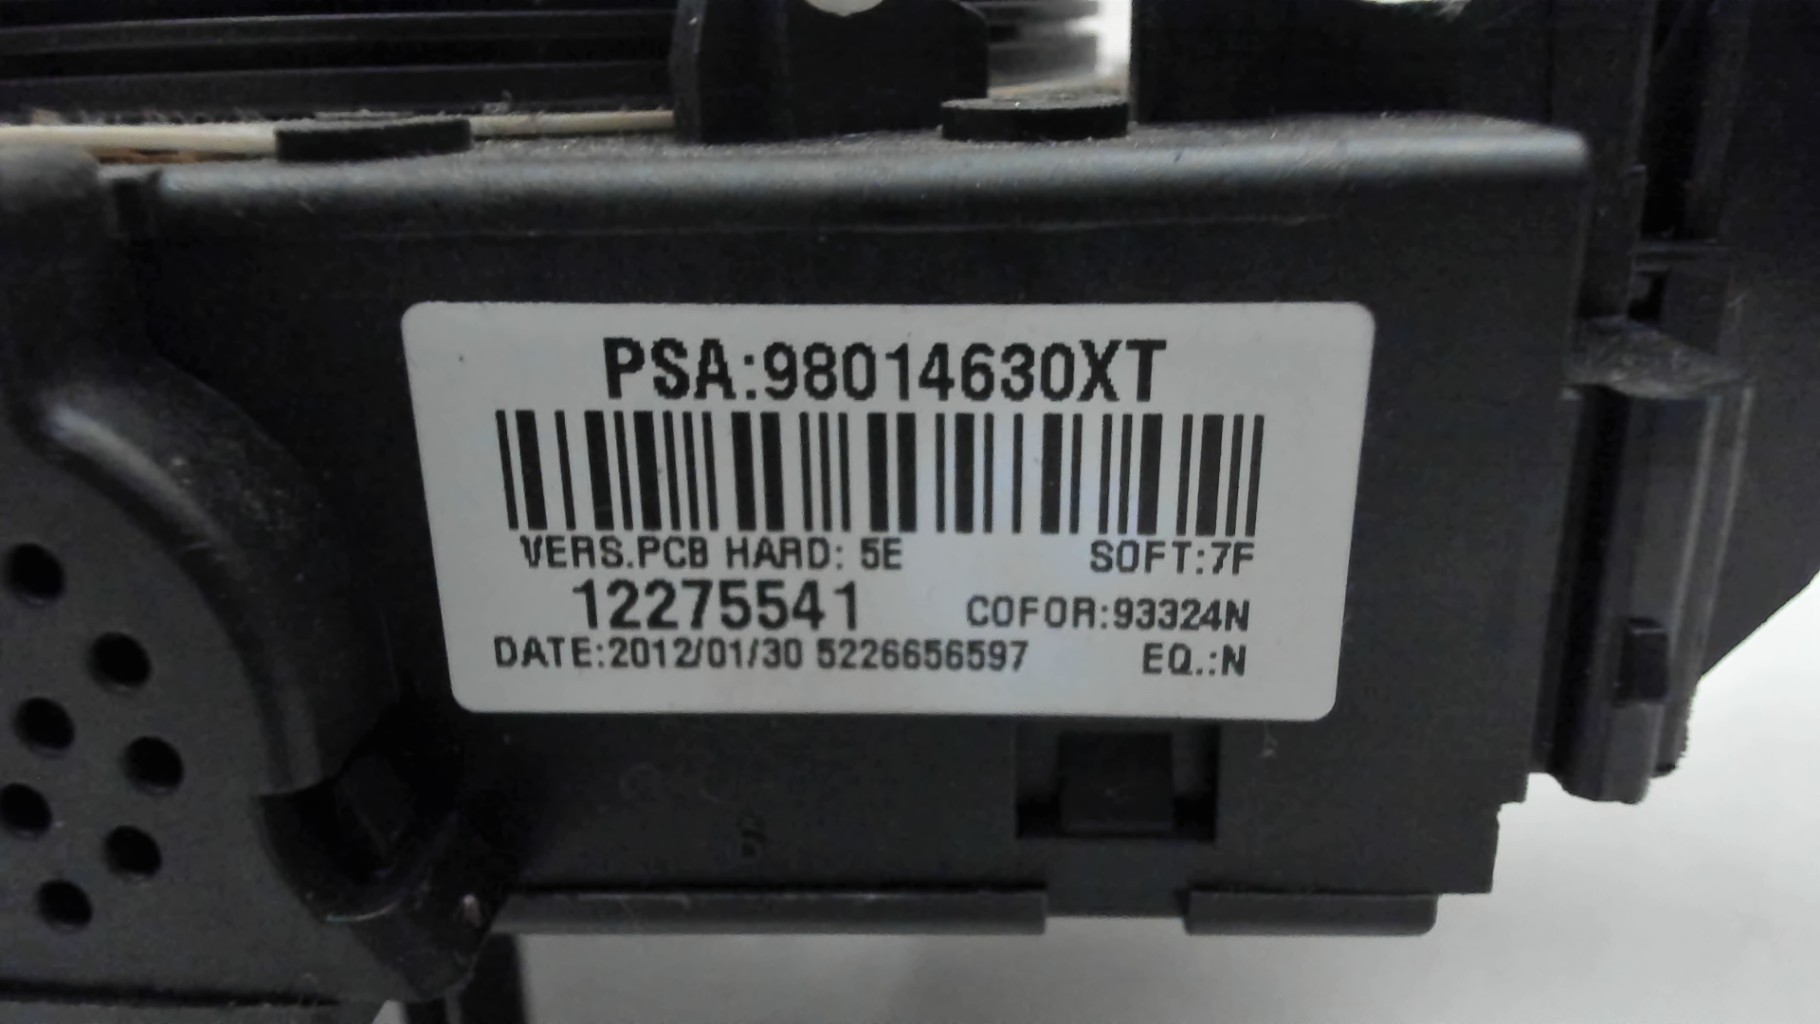 PSA:98014630XT
VERS.PCB HARD: 5E SOFT:7F
12275541 COFOR:93324N
DATE:2012/01/30 5226656597 EQ.:N